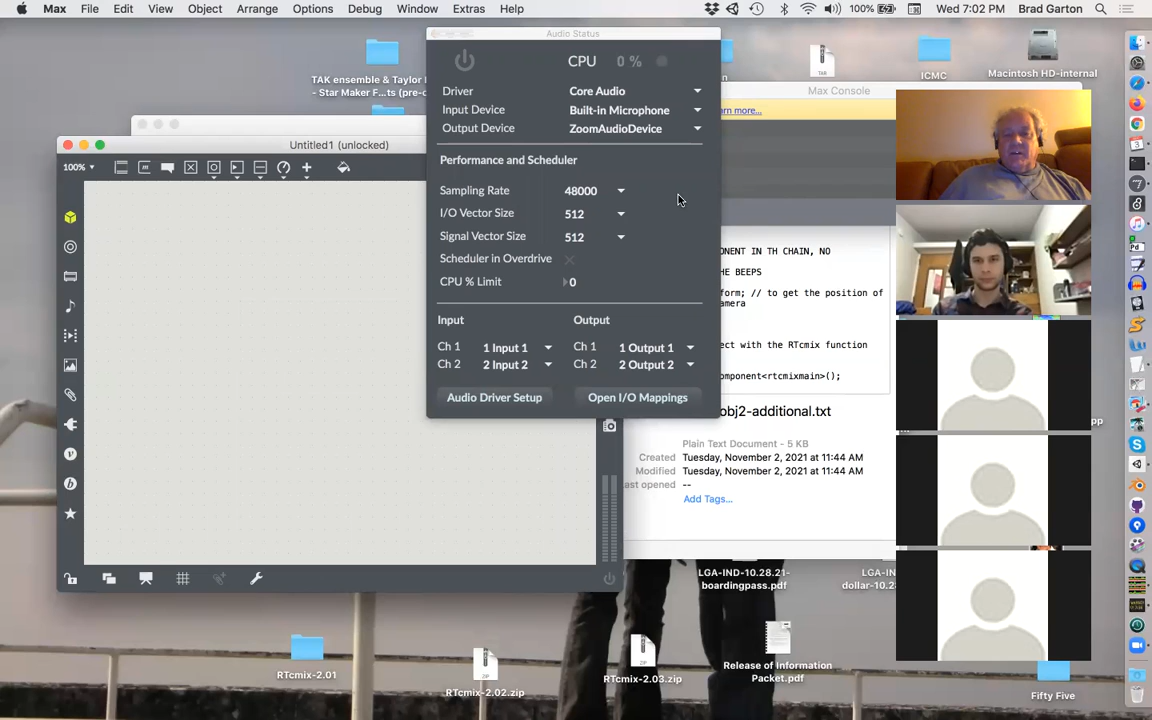 Max File Edit View Object Arrange Options Debug Window Extras Help
100% Wed 7:02 PM Brad Garton
TAK ensemble & Taylor
- Star Maker F...ts (pre-c
TAR
ICMC
Macintosh HD-internal
Audio Status
CPU 0 %
Driver Core Audio
Input Device Built-in Microphone
Output Device ZoomAudioDevice
Performance and Scheduler
Sampling Rate 48000
I/O Vector Size 512
Signal Vector Size 512
Scheduler in Overdrive
CPU % Limit 0
Input Output
Ch 1 1 Input 1 Ch 1 1 Output 1
Ch 2 2 Input 2 Ch 2 2 Output 2
Audio Driver Setup Open I/O Mappings
Max Console
rn more...
Untitled1 (unlocked)
100%
ONENT IN TH CHAIN, NO
HE BEEPS
form; // to get the position of
amera
ect with the RTcmix function
omponent<rtcmixmain>();
obj2-additional.txt
Plain Text Document - 5 KB
Created Tuesday, November 2, 2021 at 11:44 AM
Modified Tuesday, November 2, 2021 at 11:44 AM
ast opened --
Add Tags...
LGA-IND-10.28.21-
boardingpass.pdf
LGA-IN
dollar-10.2
RTcmix-2.01
RTcmix-2.02.zip
ZIP
RTcmix-2.03.zip
ZIP
Release of Information
Packet.pdf
Fifty Five